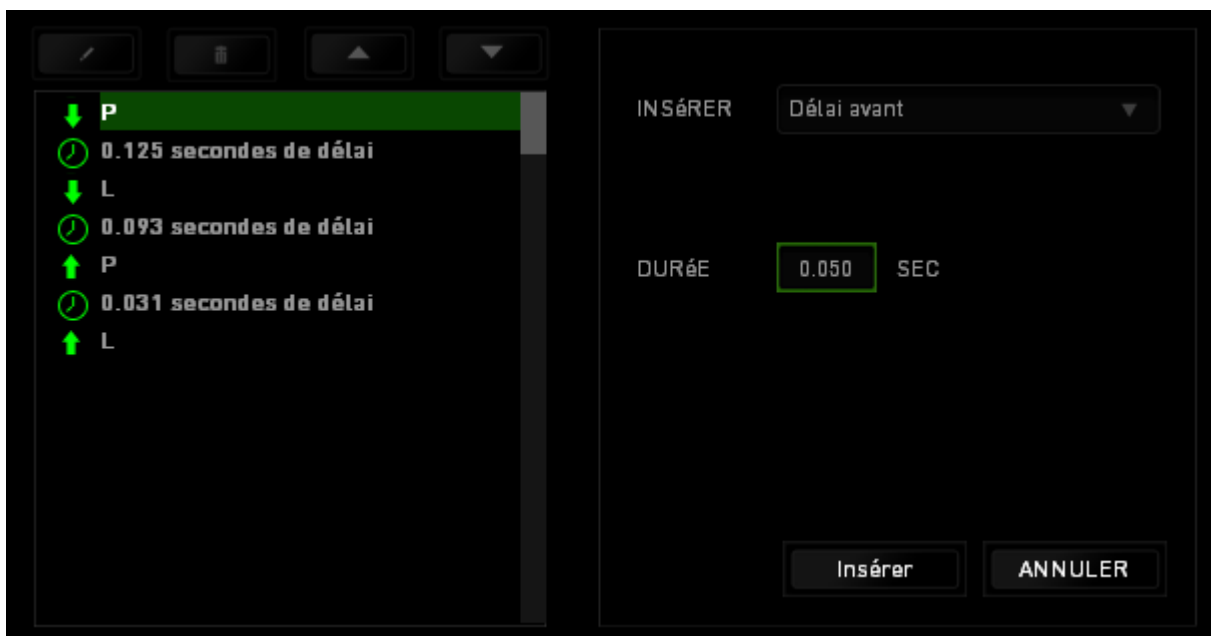 P
0.125 secondes de délai
L
0.093 secondes de délai
P
0.031 secondes de délai
L
INSéRER
Délai avant
DURéE
0.050
SEC
Insérer
ANNULER